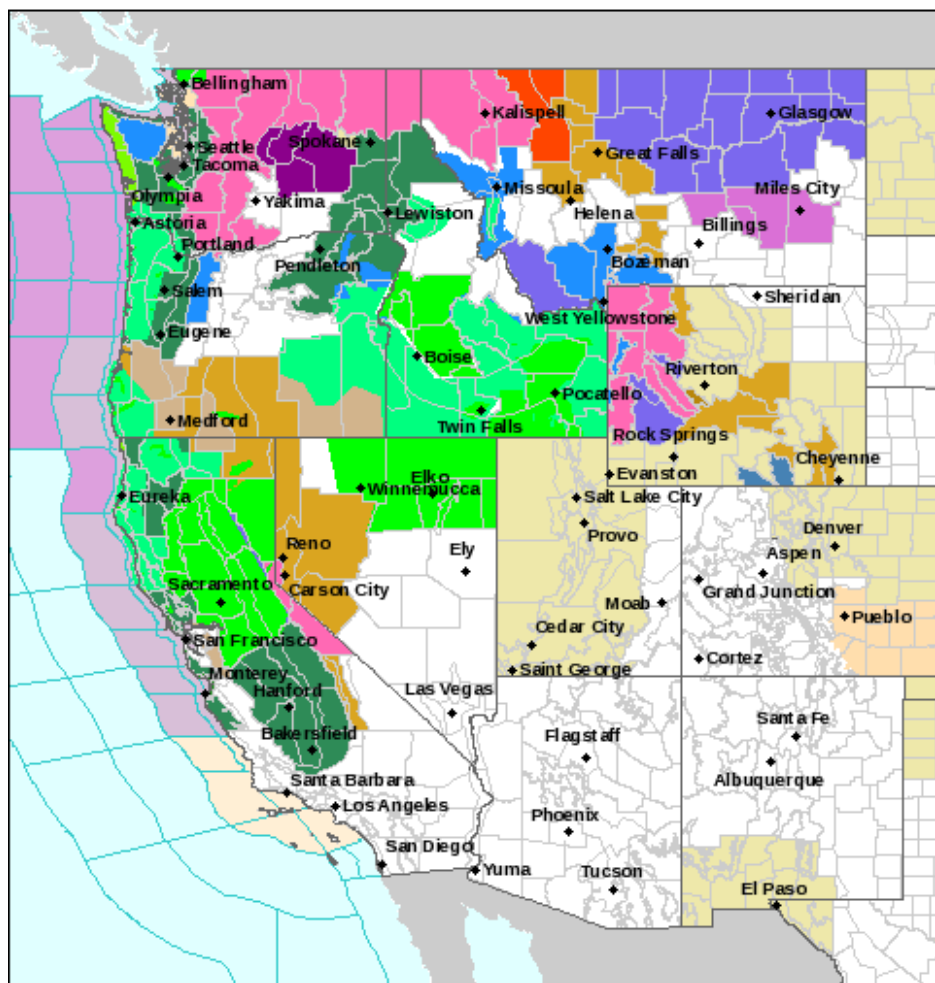 Bellingham
Kalispell
Glasgow
Seattle
Spokane
Great Falls
Tacoma
Olympia
Yakima
Missoula
Miles City
Astoria
Lewiston
Helena
Billings
Portland
Pendleton
Bozeman
Salem
Sheridan
West Yellowstone
Eugene
Boise
Riverton
Pocatello
Medford
Twin Falls
Rock Springs
Cheyenne
Elko
Evanston
Winnemucca
Eureka
Salt Lake City
Provo
Denver
Reno
Ely
Aspen
Sacramento
Carson City
Grand Junction
Moab
Pueblo
San Francisco
Cedar City
Cortez
Saint George
Monterey
Hanford
Las Vegas
Santa Fe
Flagstaff
Bakersfield
Albuquerque
Santa Barbara
Los Angeles
Phoenix
San Diego
Yuma
Tucson
El Paso